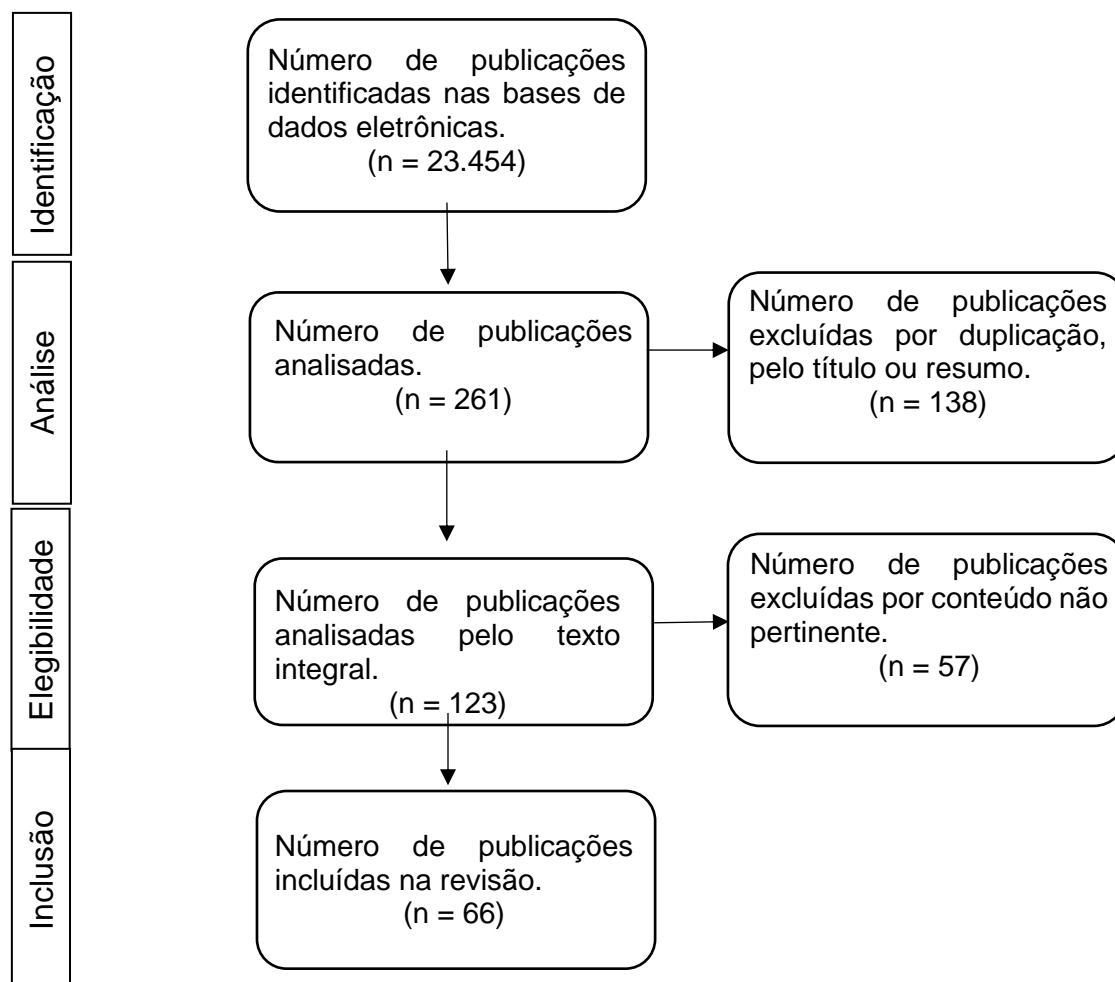 Identificação
Número de publicações
identificadas nas bases de
dados eletrônicas.
(n = 23.454)
Análise
Número de publicações
analisadas.
(n = 261)
Número de publicações
excluídas por duplicação,
pelo título ou resumo.
(n = 138)
Elegibilidade
Número de publicações
analisadas pelo texto
integral.
(n = 123)
Número de publicações
excluídas por conteúdo não
pertinente.
(n = 57)
Inclusão
Número de publicações
incluídas na revisão.
(n = 66)